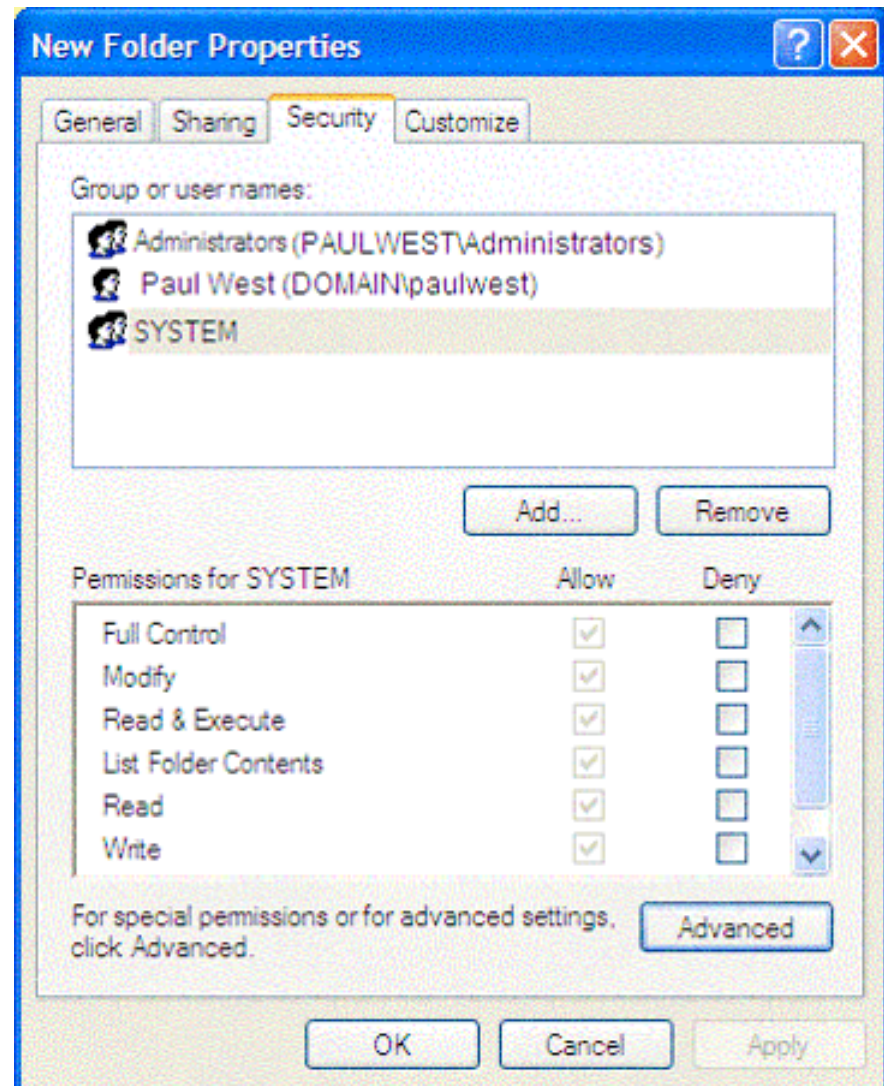 New Folder Properties
General Sharing Security Customize
Group or user names:
Administrators (PAULWEST\Administrators)
Paul West (DOMAIN\paulwest)
SYSTEM
Add... Remove
Permissions for SYSTEM Allow Deny
Full Control
Modify
Read & Execute
List Folder Contents
Read
Write
For special permissions or for advanced settings,
click Advanced.
Advanced
OK Cancel Apply